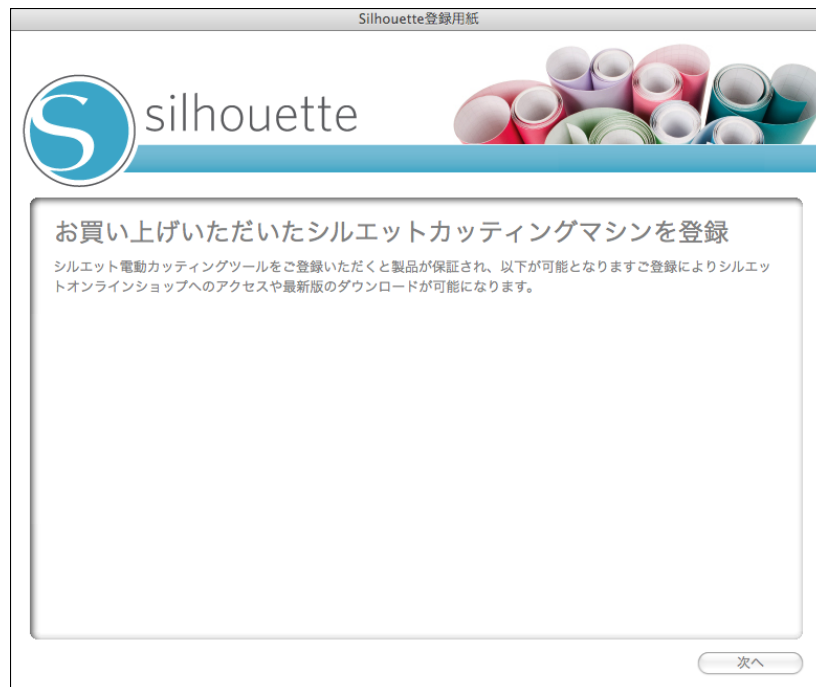 Silhouette登録用紙
S silhouette
お買い上げいただいたシルエットカッティングマシンを登録
シルエット電動カッティングツールをご登録いただくと製品が保証され、以下が可能となりますご登録によりシルエッ
トオンラインショップへのアクセスや最新版のダウンロードが可能になります。
次へ